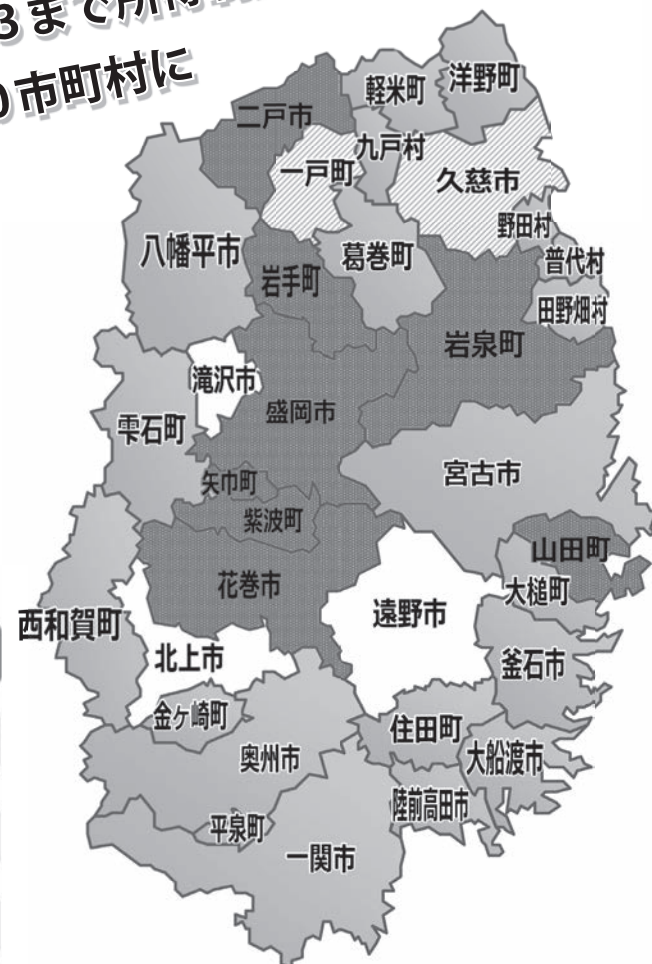 3まで所得
市町村に
洋野町
軽米町
二戸市
九戸村
一戸町
久慈市
野田村
八幡平市
葛巻町
普代村
岩手町
田野畑村
岩泉町
滝沢市
盛岡市
雫石町
宮古市
矢巾町
紫波町
山田町
花巻市
大槌町
遠野市
西和賀町
北上市
釜石市
金ヶ崎町
住田町
奥州市
大船渡市
陸前高田市
平泉町
一関市